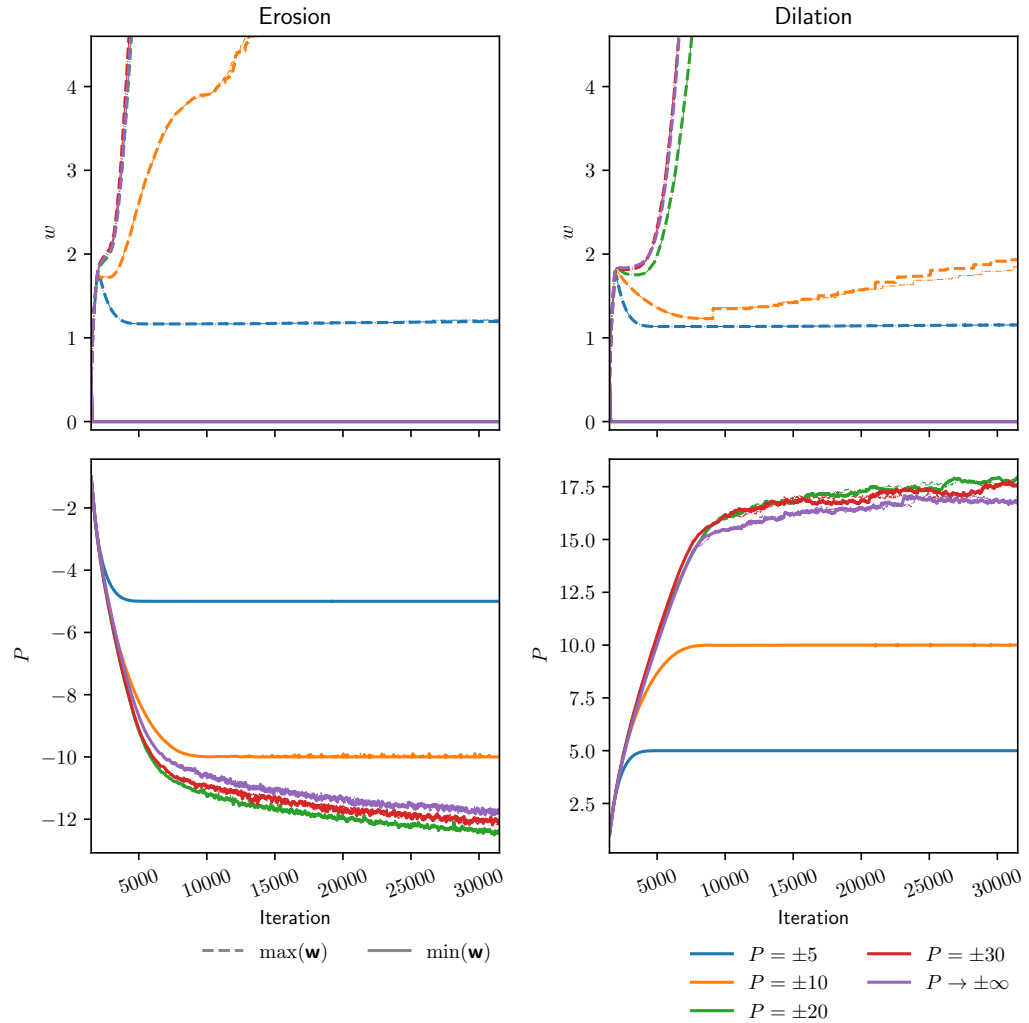 Erosion
Dilation
4
3
2
1
0
w
4
3
2
1
0
w
−2
−4
−6
−8
−10
−12
P
5000 10000 15000 20000 25000 30000
Iteration
17.5
15.0
12.5
10.0
7.5
5.0
2.5
P
5000 10000 15000 20000 25000 30000
Iteration
max(w)
min(w)
P = ±5
P = ±10
P = ±20
P = ±30
P → ±∞